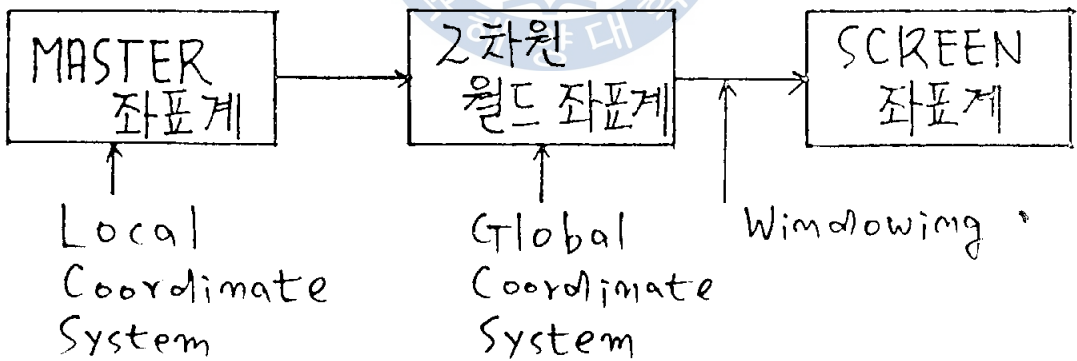 MASTER
좌표계
2차원
월드 좌표계
SCREEN
좌표계
Local
Coordinate
System
Global
Coordinate
System
Windowing